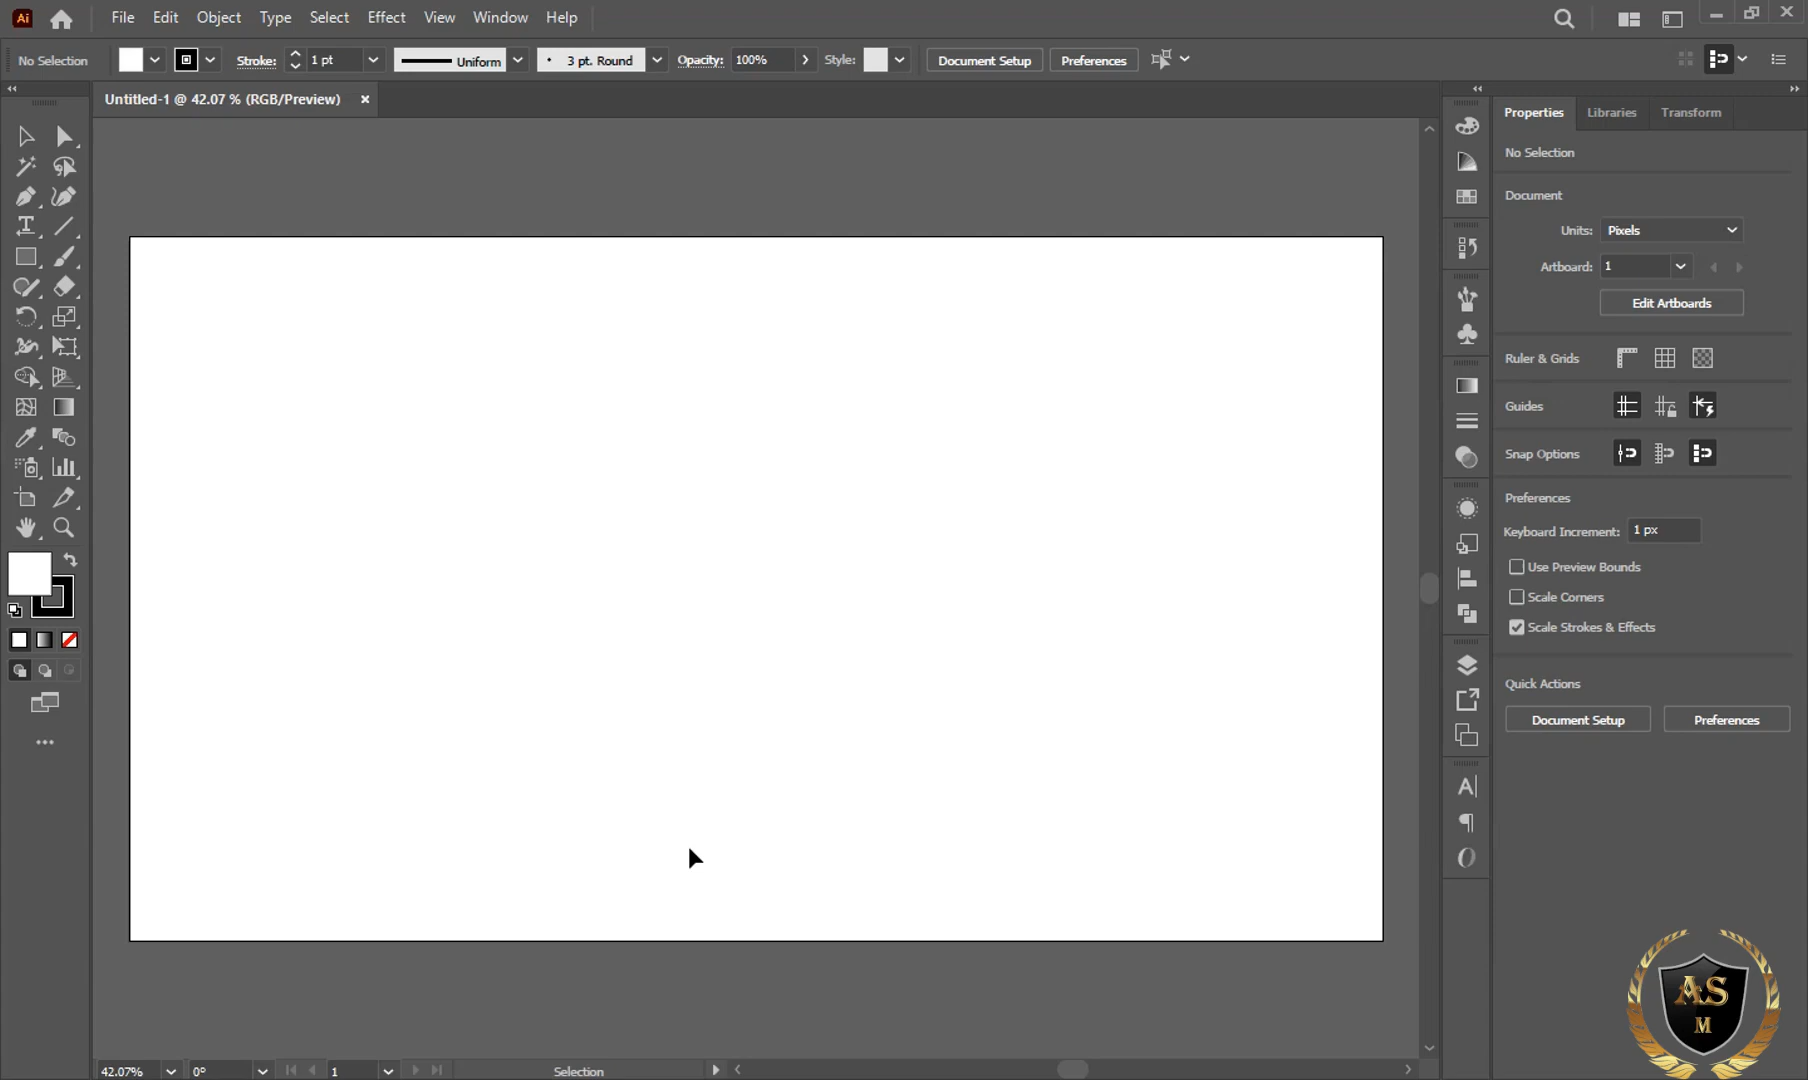 Ai File Edit Object Type Select Effect View Window Help
No Selection Stroke: 1 pt Uniform 3 pt. Round Opacity: 100% Style: Document Setup Preferences
Untitled-1 @ 42.07 % (RGB/Preview)
Properties Libraries Transform
No Selection
Document
Units: Pixels
Artboard: 1
Edit Artboards
Ruler & Grids
Guides
Snap Options
Preferences
Keyboard Increment: 1 px
Use Preview Bounds
Scale Corners
Scale Strokes & Effects
Quick Actions
Document Setup Preferences
AS
M
42.07% 0° 1 Selection